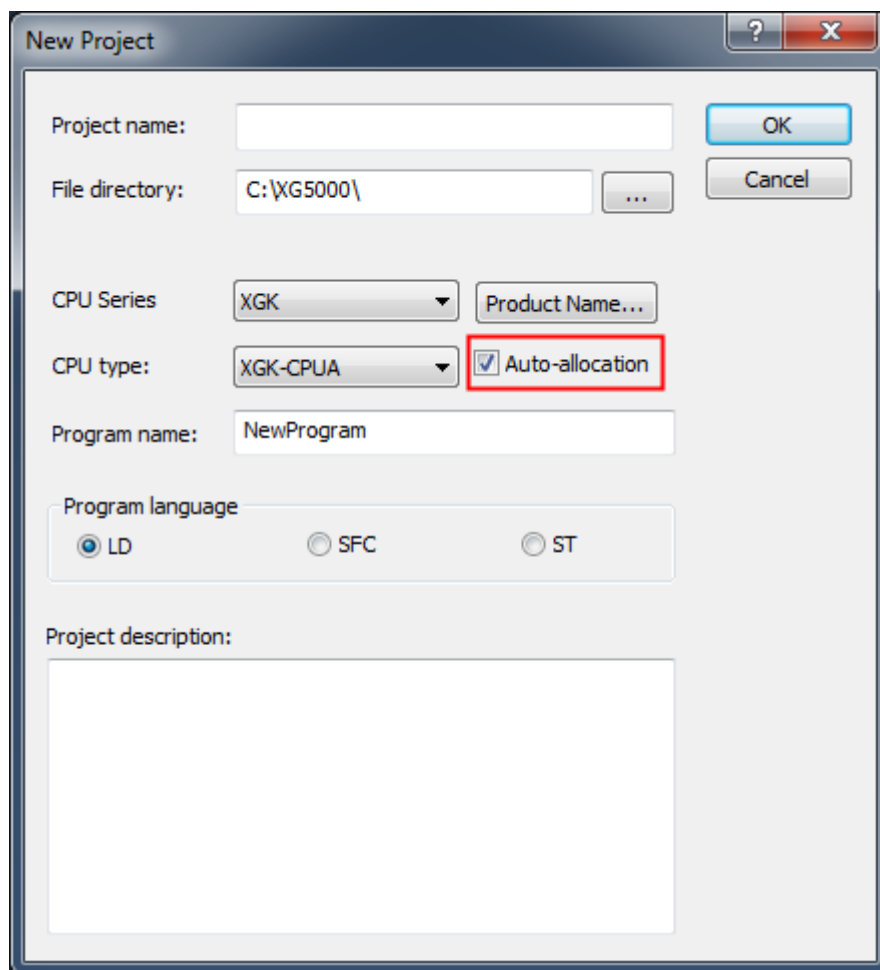 New Project
Project name:
OK
File directory: C:\XG5000\ ...
Cancel
CPU Series XGK Product Name...
CPU type: XGK-CPUA Auto-allocation
Program name: NewProgram
Program language
LD SFC ST
Project description: